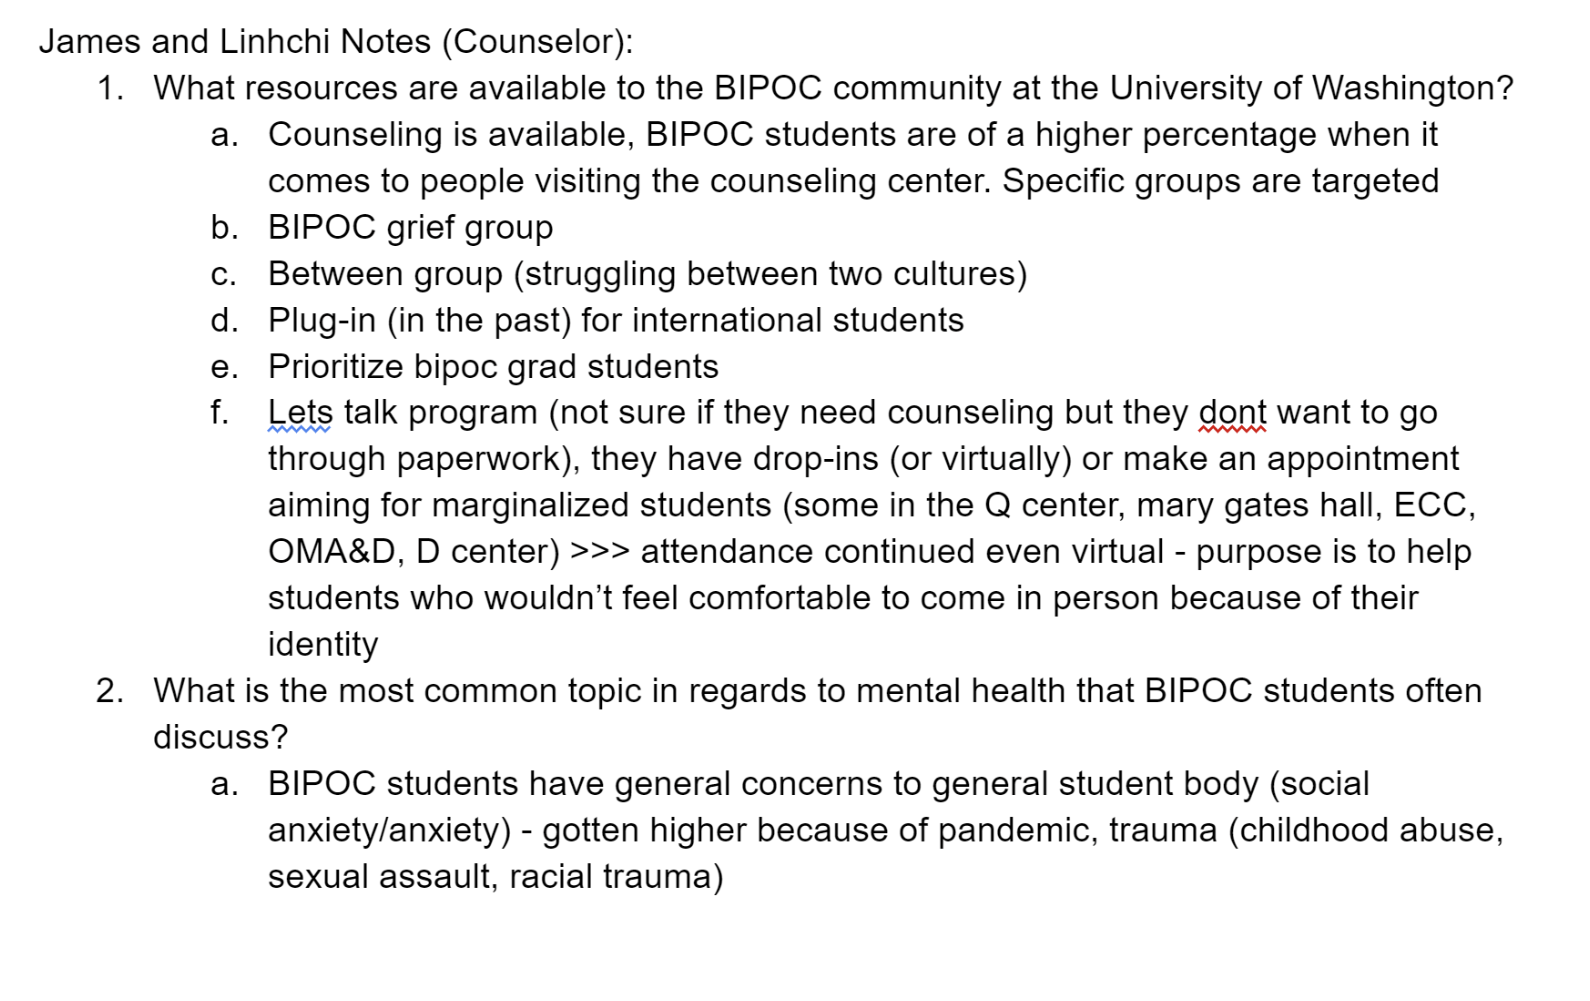 James and Linhchi Notes (Counselor):
1. What resources are available to the BIPOC community at the University of Washington?
a. Counseling is available, BIPOC students are of a higher percentage when it
comes to people visiting the counseling center. Specific groups are targeted
b. BIPOC grief group
c. Between group (struggling between two cultures)
d. Plug-in (in the past) for international students
e. Prioritize bipoc grad students
f. Lets talk program (not sure if they need counseling but they dont want to go
through paperwork), they have drop-ins (or virtually) or make an appointment
aiming for marginalized students (some in the Q center, mary gates hall, ECC,
OMA&D, D center) >>> attendance continued even virtual - purpose is to help
students who wouldn’t feel comfortable to come in person because of their
identity
2. What is the most common topic in regards to mental health that BIPOC students often
discuss?
a. BIPOC students have general concerns to general student body (social
anxiety/anxiety) - gotten higher because of pandemic, trauma (childhood abuse,
sexual assault, racial trauma)